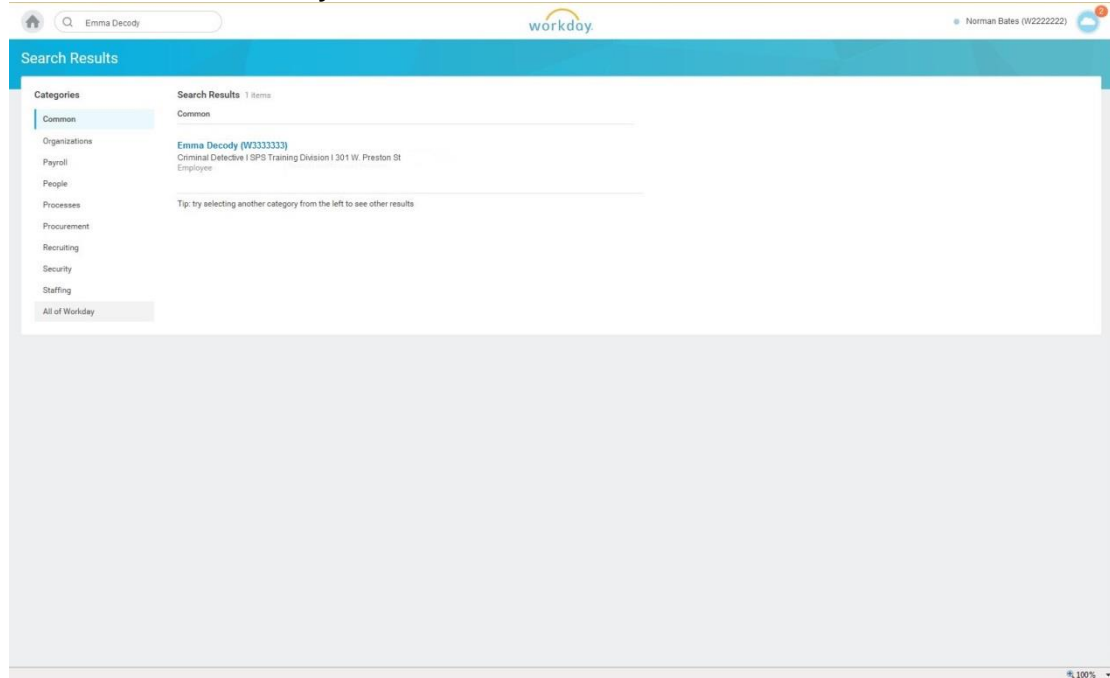 Emma Decody
workday.
Norman Bates (W2222222)
2
Search Results
Categories
Common
Organizations
Payroll
People
Processes
Procurement
Recruiting
Security
Staffing
All of Workday
Search Results 1 items
Common
Emma Decody (W3333333)
Criminal Detective I SPS Training Division I 301 W. Preston St
Employee
Tip: try selecting another category from the left to see other results
100%